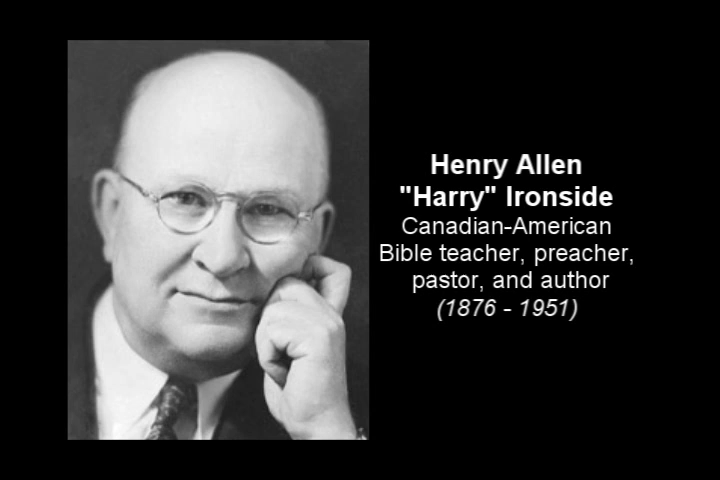 Henry Allen
"Harry" Ironside
Canadian-American
Bible teacher, preacher,
pastor, and author
(1876 - 1951)